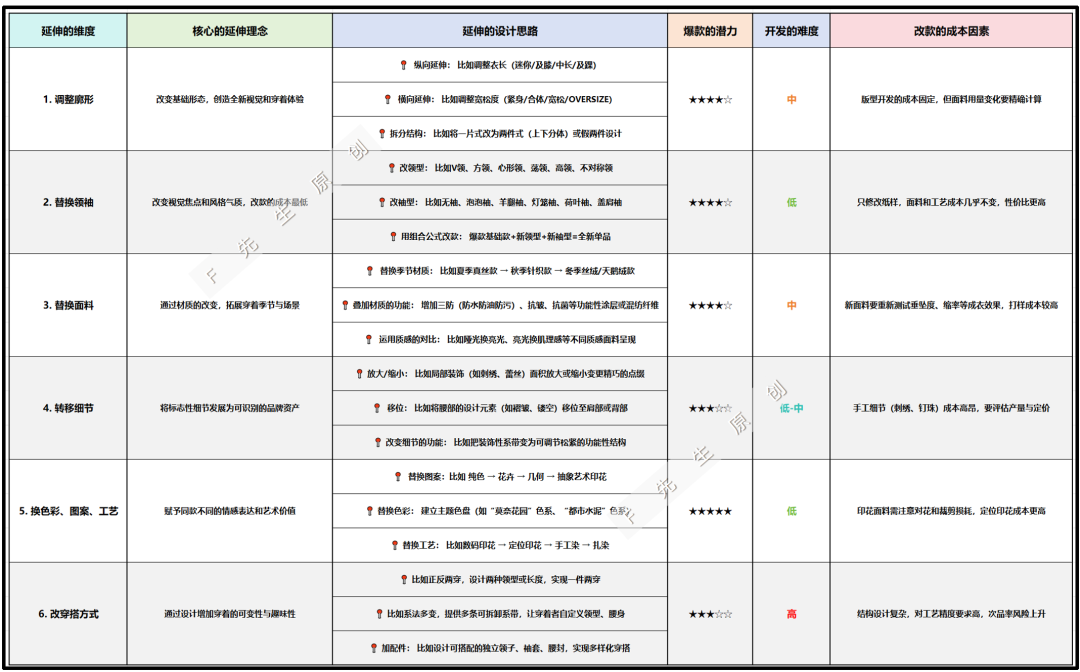 延伸的维度 核心的延伸理念 延伸的设计思路 爆款的潜力 开发的难度 改款的成本因素
纵向延伸：比如调整衣长（迷你/及膝/中长/及踝）
1. 调整廓形 改变基础形态，创造全新视觉和穿着体验 横向延伸：比如调整宽松度（紧身/合体/宽松/OVERSIZE) ★★★★☆ 中 版型开发的成本固定，但面料用量变化要精确计算
拆分结构：比如将一片式改为两件式（上下分体）或假两件设计
改领型：比如V领、方领、心形领、荡领、高领、不对称领
2. 替换领袖 改变视觉焦点和风格气质，改款的成本最低 改袖型：比如无袖、泡泡袖、羊腿袖、灯笼袖、荷叶袖、盖肩袖 ★★★★☆ 低 只修改纸样，面料和工艺成本几乎不变，性价比更高
用组合公式改款：爆款基础款+新领型+新袖型=全新单品
替换季节材质：比如夏季真丝款 → 秋季针织款 → 冬季丝绒/天鹅绒款
3. 替换面料 通过材质的改变，拓展穿着季节与场景 叠加材质的功能：增加三防（防水防油防污）、抗皱、抗菌等功能性涂层或混纺纤维 ★★★★☆ 中 新面料要重新测试垂坠度、缩率等成衣效果，打样成本较高
运用质感的对比：比如哑光换亮光、亮光换肌理感等不同质感面料呈现
放大/缩小：比如局部装饰（如刺绣、蕾丝）面积放大或缩小变更精巧的点缀
4. 转移细节 将标志性细节发展为可识别的品牌资产 移位：比如将腰部的设计元素（如褶皱、镂空）移位至肩部或背部 ★★★☆☆ 低-中 手工细节（刺绣、钉珠）成本高昂，要评估产量与定价
改变细节的功能：比如把装饰性系带变为可调节松紧的功能性结构
替换图案：比如 纯色 → 花卉 → 几何 → 抽象艺术印花
5. 换色彩、图案、工艺 赋予同款不同的情感表达和艺术价值 替换色彩：建立主题色盘（如“莫奈花园”色系、“都市水泥”色系） ★★★★★ 低 印花面料需注意对花和裁剪损耗，定位印花成本更高
替换工艺：比如数码印花 → 定位印花 → 手工染 → 扎染
比如正反两穿，设计两种领型或长度，实现一件两穿
6. 改穿搭方式 通过设计增加穿着的可变性与趣味性 比如系法多变，提供多条可拆卸系带，让穿着者自定义领型、腰身 ★★★☆☆ 高 结构设计复杂，对工艺精度要求高，次品率风险上升
加配件：比如设计可搭配的独立领子、袖套、腰封，实现多样化穿搭
F先生原创
F先生原创